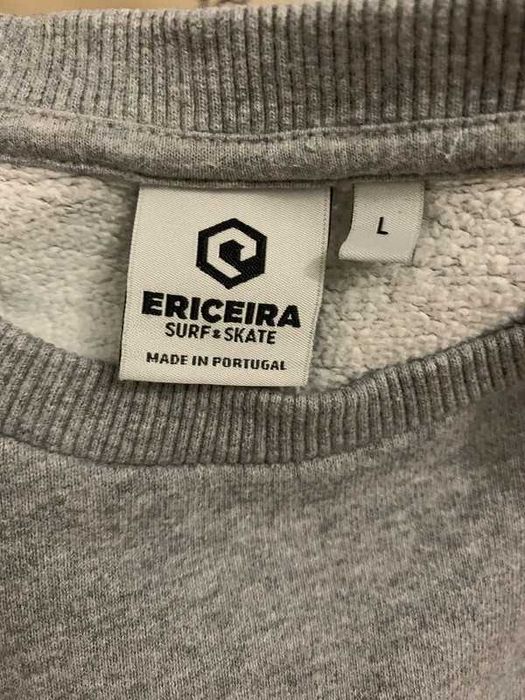 ERICEIRA
SURF & SKATE
MADE IN PORTUGAL
L